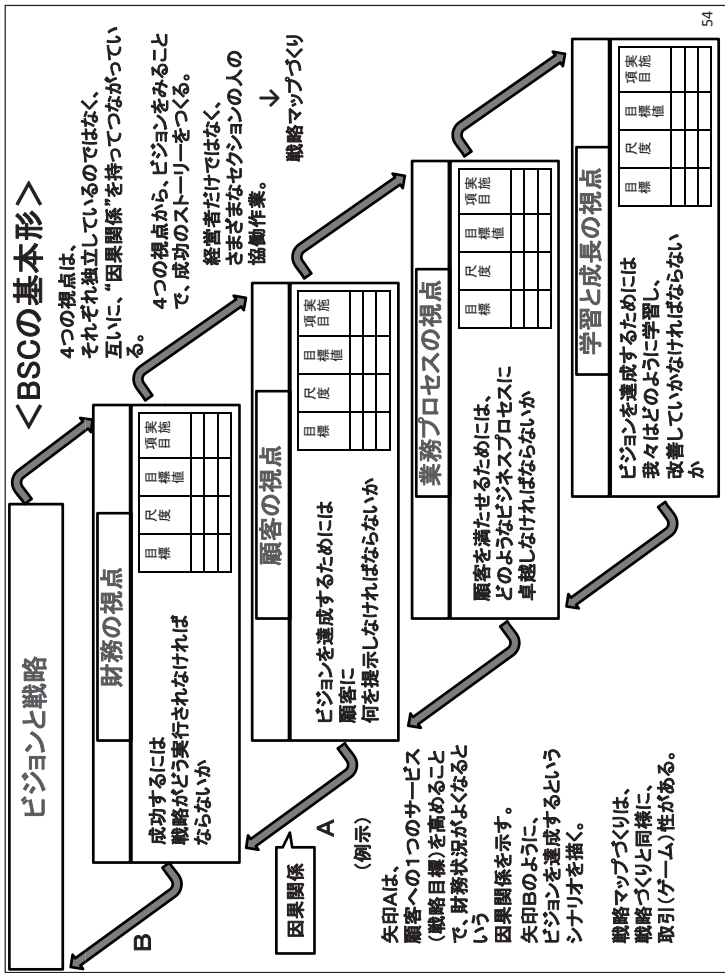 ＜BSCの基本形＞
ビジョンと戦略
4つの視点は、
それぞれ独立しているのではなく、
互いに、“因果関係”を持ってつながってい
る。
4つの視点から、ビジョンをみること
で、成功のストーリーをつくる。
経営者だけではなく、
さまざまなセクションの人の
協働作業。
→
戦略マップづくり
財務の視点
成功するには
戦略がどう実行されなければ
ならないか
目標 尺度 目標値 実施項目
顧客の視点
ビジョンを達成するためには
顧客に
何を提示しなければならないか
目標 尺度 目標値 実施項目
業務プロセスの視点
顧客を満たせるためには、
どのようなビジネスプロセスに
卓越しなければならないか
目標 尺度 目標値 実施項目
学習と成長の視点
ビジョンを達成するためには
我々はどのように学習し、
改善していかなければならない
か
目標 尺度 目標値 実施項目
B
因果関係
A
(例示)
矢印Aは、
顧客への1つのサービス
(戦略目標)を高めること
で、財務状況がよくなると
いう
因果関係を示す。
矢印Bのように、
ビジョンを達成するという
シナリオを描く。
戦略マップづくりは、
戦略づくりと同様に、
取引(ゲーム)性がある。
54